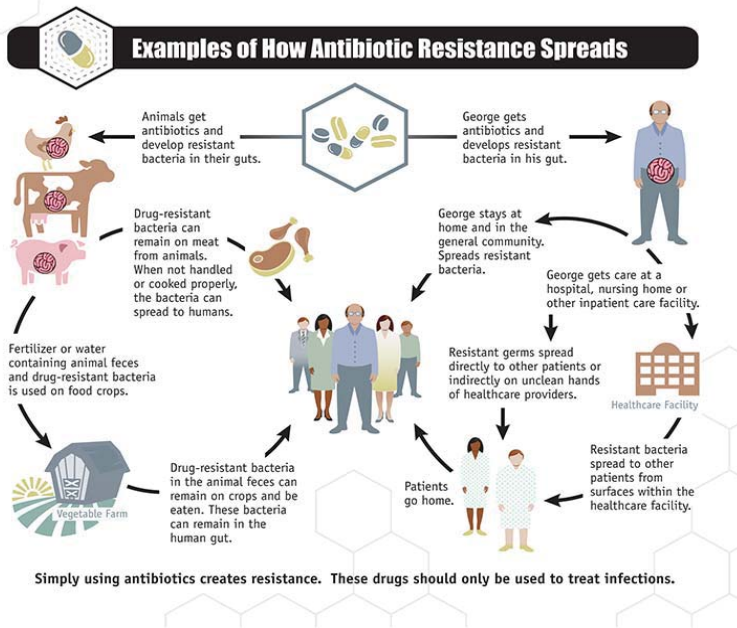 Examples of How Antibiotic Resistance Spreads
Animals get
antibiotics and
develop resistant
bacteria in their guts.
George gets
antibiotics and
develops resistant
bacteria in his gut.
Drug-resistant
bacteria can
remain on meat
from animals.
When not handled
or cooked properly,
the bacteria can
spread to humans.
George stays at
home and in the
general community.
Spreads resistant
bacteria.
George gets care at a
hospital, nursing home or
other inpatient care facility.
Fertilizer or water
containing animal feces
and drug-resistant bacteria
is used on food crops.
Resistant germs spread
directly to other patients or
indirectly on unclean hands
of healthcare providers.
Healthcare Facility
Vegetable Farm
Drug-resistant bacteria
in the animal feces can
remain on crops and be
eaten. These bacteria
can remain in the
human gut.
Patients
go home.
Resistant bacteria
spread to other
patients from
surfaces within the
healthcare facility.
Simply using antibiotics creates resistance. These drugs should only be used to treat infections.